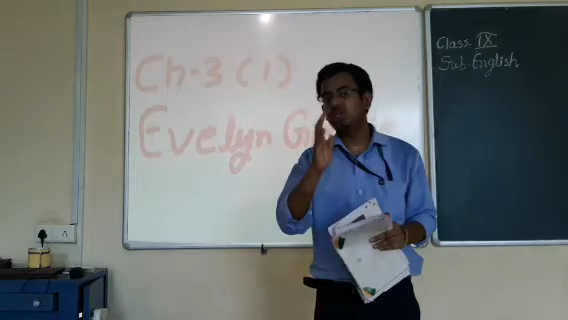 Ch-3 (1)
Evelyn
Class. IX
Sub. English